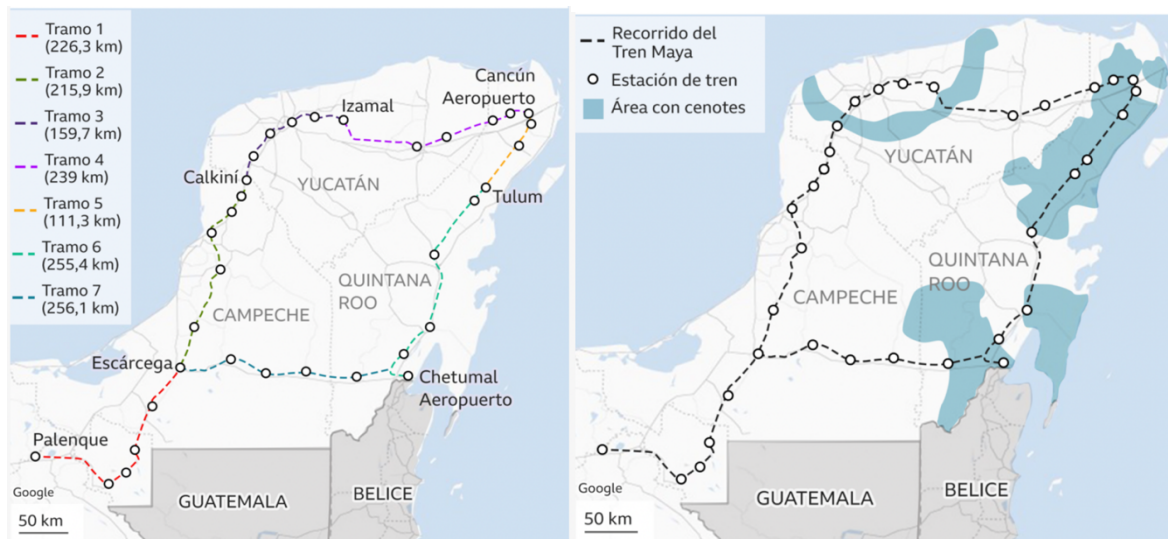 Tramo 1
(226,3 km)
Tramo 2
(215,9 km)
Tramo 3
(159,7 km)
Tramo 4
(239 km)
Tramo 5
(111,3 km)
Tramo 6
(255,4 km)
Tramo 7
(256,1 km)
Cancún
Aeropuerto
Izamal
Calkiní
YUCATÁN
Tulum
QUINTANA
ROO
CAMPECHE
Escárcega
Chetumal
Aeropuerto
Palenque
Google
50 km
GUATEMALA
BELICE
Recorrido del
Tren Maya
Estación de tren
Área con cenotes
YUCATÁN
QUINTANA
ROO
CAMPECHE
Google
50 km
GUATEMALA
BELICE